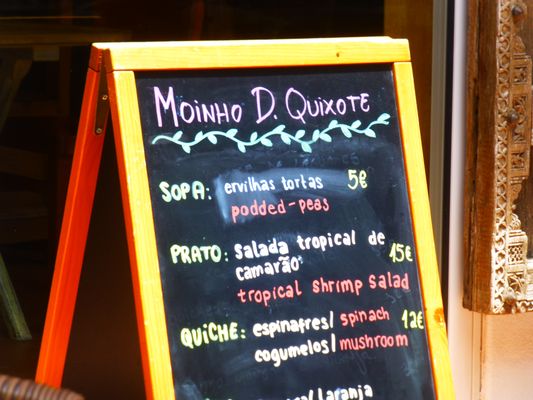 MOINHO D. QUIXOTE
SOPA: ervilhas tortas 5€
podded-peas
PRATO: salada tropical de
camarão 15€
tropical shrimp salad
QUICHE: espinafres/ spinach 12€
cogumelos/ mushroom
/laranja